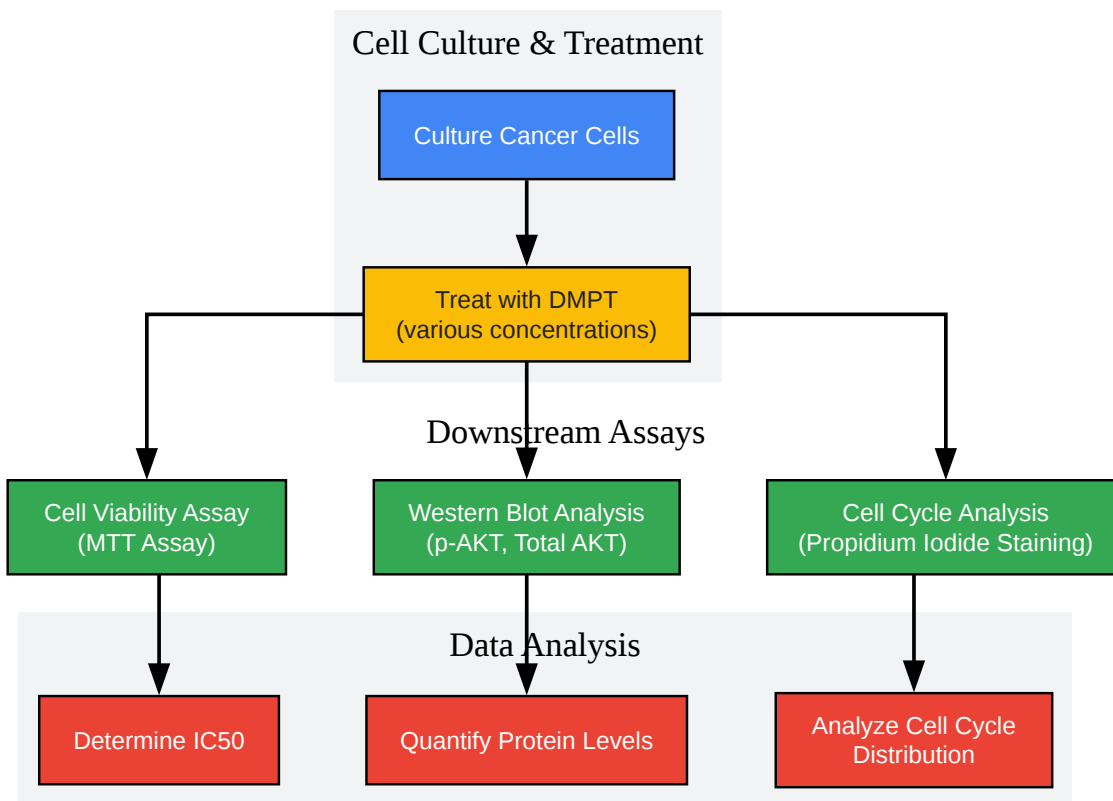 Cell Culture & Treatment
Culture Cancer Cells
Treat with DMPT
(various concentrations)
Downstream Assays
Cell Viability Assay
(MTT Assay)
Western Blot Analysis
(p-AKT, Total AKT)
Cell Cycle Analysis
(Propidium Iodide Staining)
Data Analysis
Determine IC50
Quantify Protein Levels
Analyze Cell Cycle
Distribution